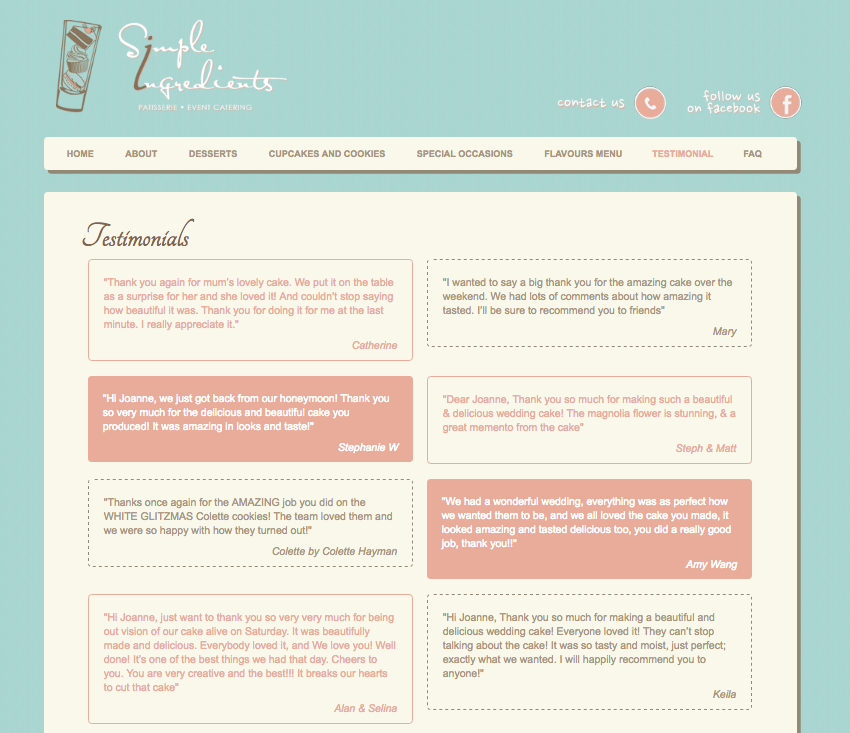 Simple
Ingredients
PATISSERIE • EVENT CATERING
contact us
follow us
on facebook
f
HOME ABOUT DESSERTS CUPCAKES AND COOKIES SPECIAL OCCASIONS FLAVOURS MENU TESTIMONIAL FAQ
Testimonials
"Thank you again for mum's lovely cake. We put it on the table
as a surprise for her and she loved it! And couldn't stop saying
how beautiful it was. Thank you for doing it for me at the last
minute. I really appreciate it."
Catherine
"I wanted to say a big thank you for the amazing cake over the
weekend. We had lots of comments about how amazing it
tasted. I'll be sure to recommend you to friends"
Mary
"Hi Joanne, we just got back from our honeymoon! Thank you
so very much for the delicious and beautiful cake you
produced! It was amazing in looks and taste!"
Stephanie W
"Dear Joanne, Thank you so much for making such a beautiful
& delicious wedding cake! The magnolia flower is stunning, & a
great memento from the cake"
Steph & Matt
"Thanks once again for the AMAZING job you did on the
WHITE GLITZMAS Colette cookies! The team loved them and
we were so happy with how they turned out!"
Colette by Colette Hayman
"We had a wonderful wedding, everything was as perfect how
we wanted them to be, and we all loved the cake you made, it
looked amazing and tasted delicious too, you did a really good
job, thank you!!"
Amy Wang
"Hi Joanne, just want to thank you so very very much for being
out vision of our cake alive on Saturday. It was beautifully
made and delicious. Everybody loved it, and We love you! Well
done! It's one of the best things we had that day. Cheers to
you. You are very creative and the best!!! It breaks our hearts
to cut that cake"
Alan & Selina
"Hi Joanne, Thank you so much for making a beautiful and
delicious wedding cake! Everyone loved it! They can't stop
talking about the cake! It was so tasty and moist, just perfect;
exactly what we wanted. I will happily recommend you to
anyone!"
Keila